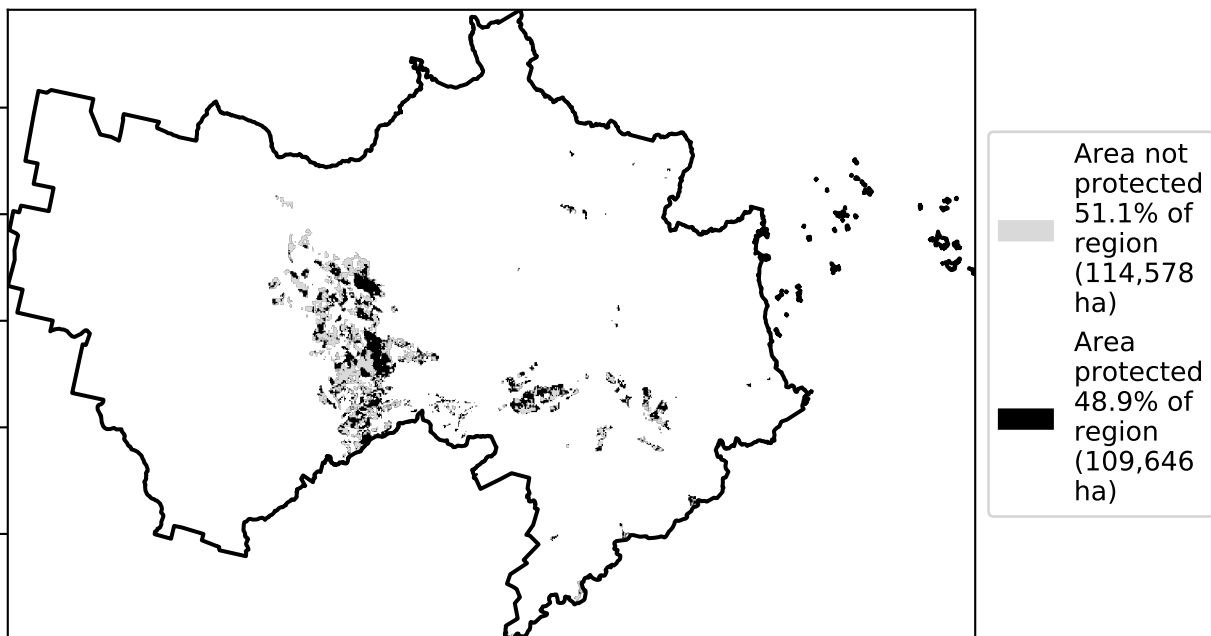 Area not
protected
51.1% of
region
(114,578
ha)
Area
protected
48.9% of
region
(109,646
ha)